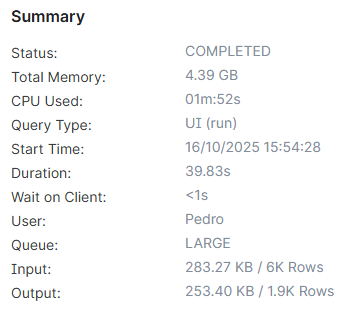 Summary
Status: COMPLETED
Total Memory: 4.39 GB
CPU Used: 01m:52s
Query Type: UI (run)
Start Time: 16/10/2025 15:54:28
Duration: 39.83s
Wait on Client: <1s
User: Pedro
Queue: LARGE
Input: 283.27 KB / 6K Rows
Output: 253.40 KB / 1.9K Rows